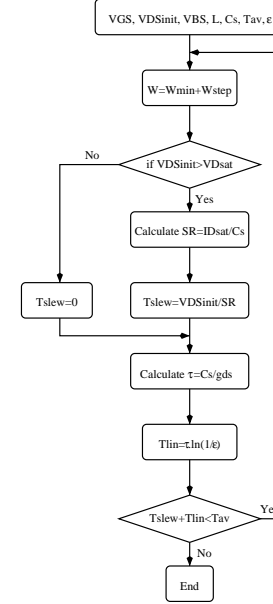 VGS, VDSinit, VBS, L, Cs, Tav, ε
W=Wmin+Wstep
No
if VDSinit>VDsat
Yes
Calculate SR=IDsat/Cs
Tslew=0
Tslew=VDSinit/SR
Calculate τ=Cs/gds
Tlin=τ.ln(1/ε)
Tslew+Tlin<Tav
No
End